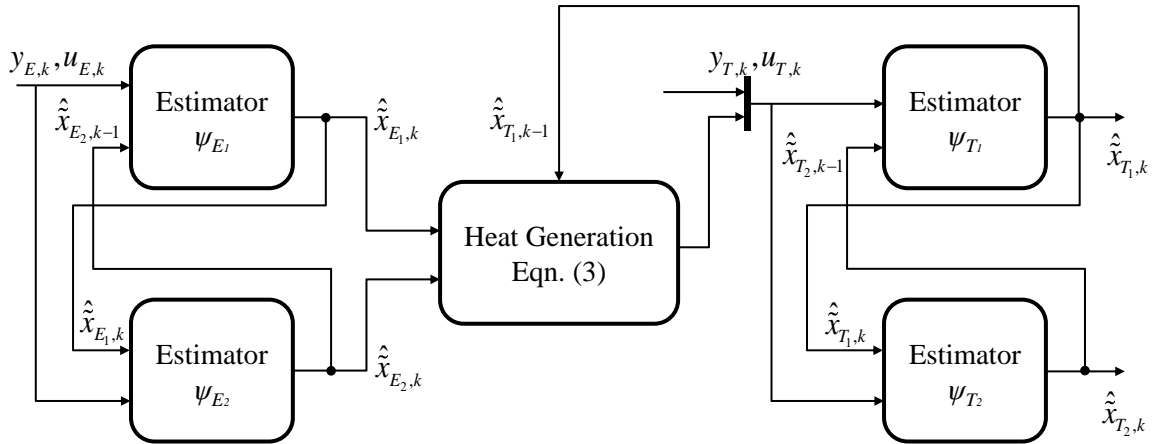 y_{E,k}, u_{E,k}
\hat{\tilde{x}}_{E_2,k-1}
Estimator
ψ_{E_1}
\hat{\tilde{x}}_{E_1,k}
\hat{\tilde{x}}_{E_1,k}
Estimator
ψ_{E_2}
\hat{\tilde{x}}_{E_2,k}
\hat{\tilde{x}}_{T_1,k-1}
Heat Generation
Eqn. (3)
y_{T,k}, u_{T,k}
\hat{\tilde{x}}_{T_2,k-1}
Estimator
ψ_{T_1}
\hat{\tilde{x}}_{T_1,k}
\hat{\tilde{x}}_{T_1,k}
Estimator
ψ_{T_2}
\hat{\tilde{x}}_{T_2,k}